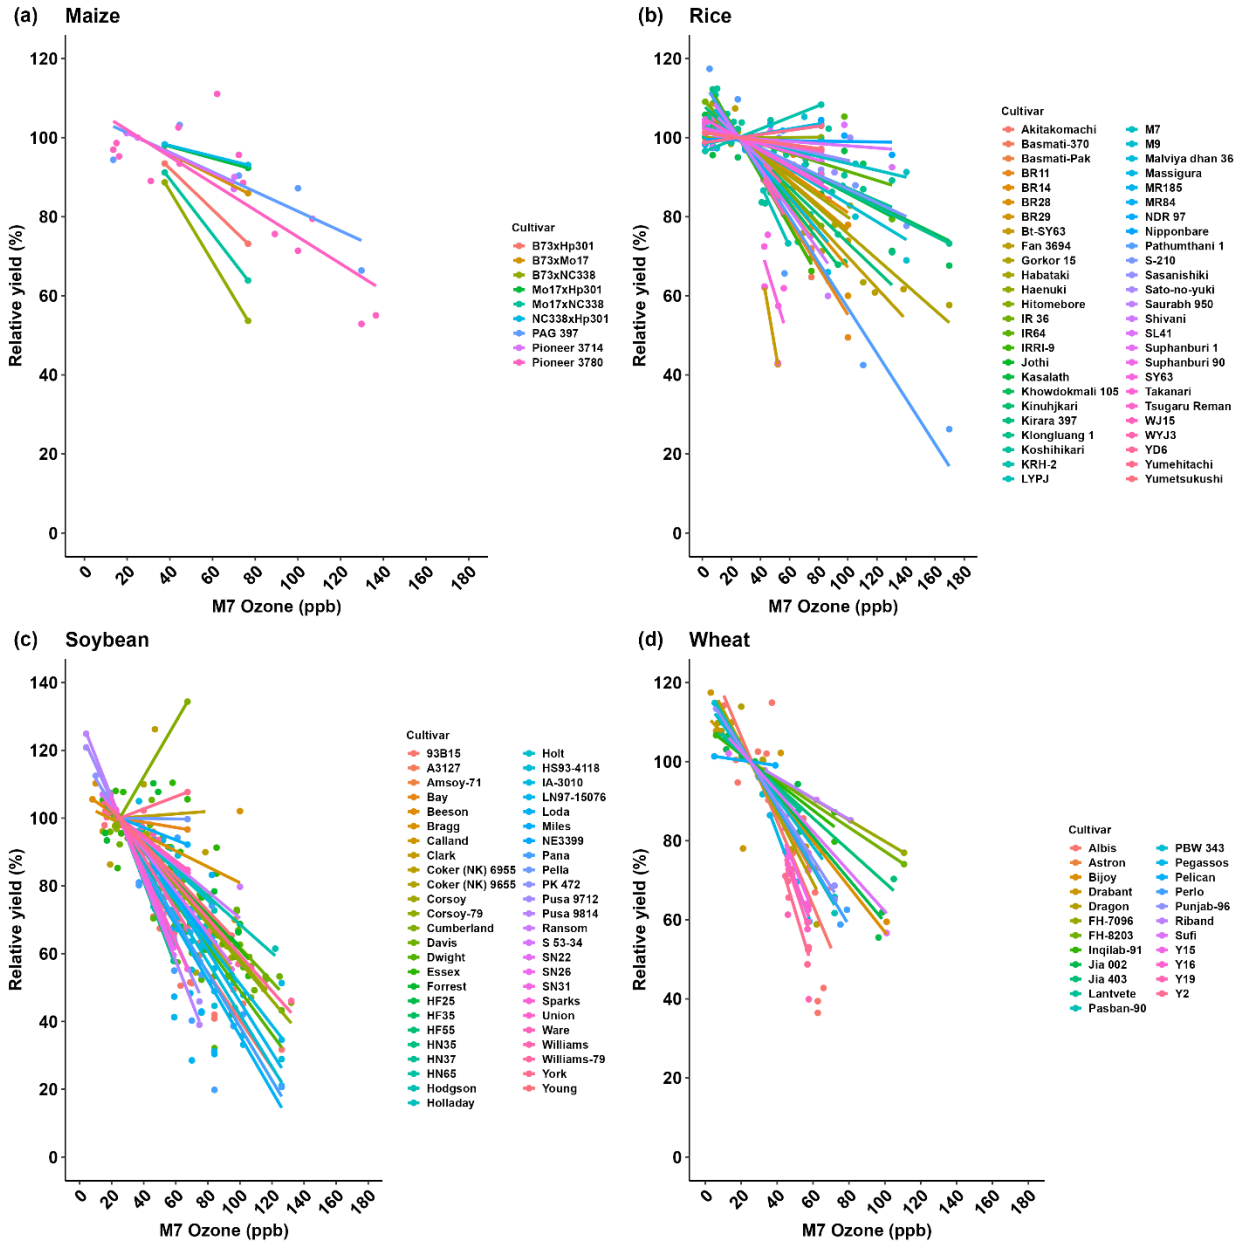 (a) Maize
Relative yield (%)
120
100
80
60
40
20
0
0 20 40 60 80 100 120 140 160 180
M7 Ozone (ppb)
Cultivar
B73xHp301
B73xMo17
B73xNC338
Mo17xHp301
Mo17xNC338
NC338xHp301
PAG 397
Pioneer 3714
Pioneer 3780
(b) Rice
Relative yield (%)
120
100
80
60
40
20
0
0 20 40 60 80 100 120 140 160 180
M7 Ozone (ppb)
Cultivar
Akitakomachi
Basmati-370
Basmati-Pak
BR11
BR14
BR28
BR29
Bt-SY63
Fan 3694
Gorkor 15
Habataki
Haenuki
Hitomebore
IR 36
IR64
IRRI-9
Jothi
Kasalath
Khowdokmali 105
Kinuhjkari
Kirara 397
Klongluang 1
Koshihikari
KRH-2
LYPJ
M7
M9
Malviya dhan 36
Massigura
MR185
MR84
NDR 97
Nipponbare
Pathumthani 1
S-210
Sasanishiki
Sato-no-yuki
Saurabh 950
Shivani
SL41
Suphanburi 1
Suphanburi 90
SY63
Takanari
Tsugaru Reman
WJ15
WYJ3
YD6
Yumehitachi
Yumetsukushi
(c) Soybean
Relative yield (%)
140
120
100
80
60
40
20
0
0 20 40 60 80 100 120 140 160 180
M7 Ozone (ppb)
Cultivar
93B15
A3127
Amsoy-71
Bay
Beeson
Bragg
Calland
Clark
Coker (NK) 6955
Coker (NK) 9655
Corsoy
Corsoy-79
Cumberland
Davis
Dwight
Essex
Forrest
HF25
HF35
HF55
HN35
HN37
HN65
Hodgson
Holladay
Holt
HS93-4118
IA-3010
LN97-15076
Loda
Miles
NE3399
Pana
Pella
PK 472
Pusa 9712
Pusa 9814
Ransom
S 53-34
SN22
SN26
SN31
Sparks
Union
Ware
Williams
Williams-79
York
Young
(d) Wheat
Relative yield (%)
120
100
80
60
40
20
0
0 20 40 60 80 100 120 140 160 180
M7 Ozone (ppb)
Cultivar
Albis
Astron
Bijoy
Drabant
Dragon
FH-7096
FH-8203
Inqilab-91
Jia 002
Jia 403
Lantvete
Pasban-90
PBW 343
Pegassos
Pelican
Perlo
Punjab-96
Riband
Sufi
Y15
Y16
Y19
Y2